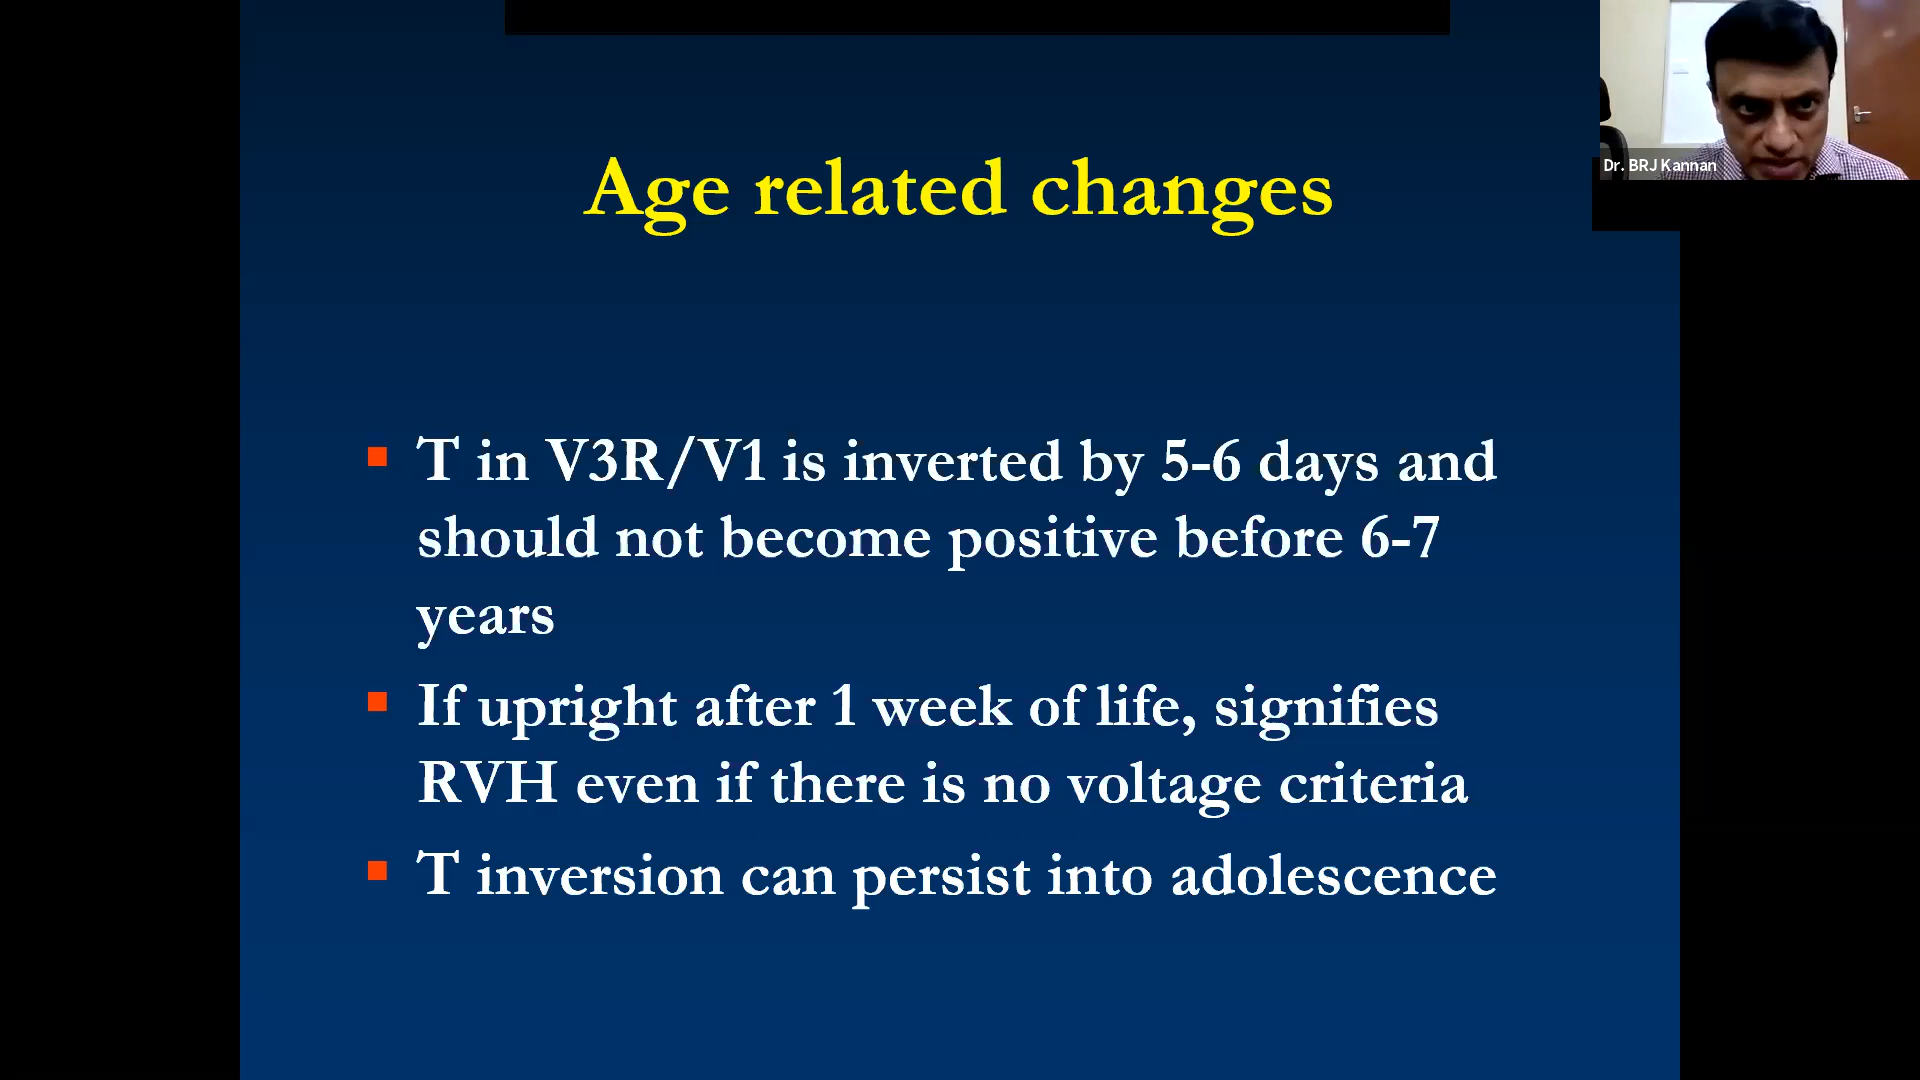 Age related changes
T in V3R/V1 is inverted by 5-6 days and
should not become positive before 6-7
years
If upright after 1 week of life, signifies
RVH even if there is no voltage criteria
T inversion can persist into adolescence
Dr. BRJ Kannan